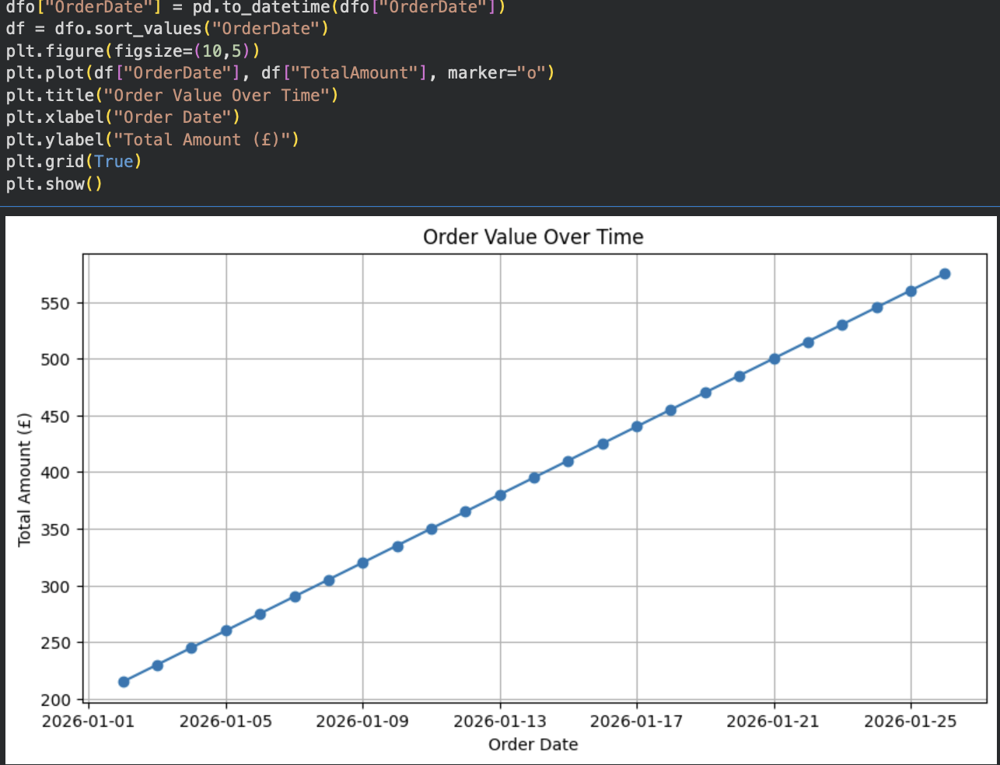 dfo["OrderDate"] = pd.to_datetime(dfo["OrderDate"])
df = dfo.sort_values("OrderDate")
plt.figure(figsize=(10,5))
plt.plot(df["OrderDate"], df["TotalAmount"], marker="o")
plt.title("Order Value Over Time")
plt.xlabel("Order Date")
plt.ylabel("Total Amount (£)")
plt.grid(True)
plt.show()
Order Value Over Time
Total Amount (£)
550
500
450
400
350
300
250
200
2026-01-01 2026-01-05 2026-01-09 2026-01-13 2026-01-17 2026-01-21 2026-01-25
Order Date